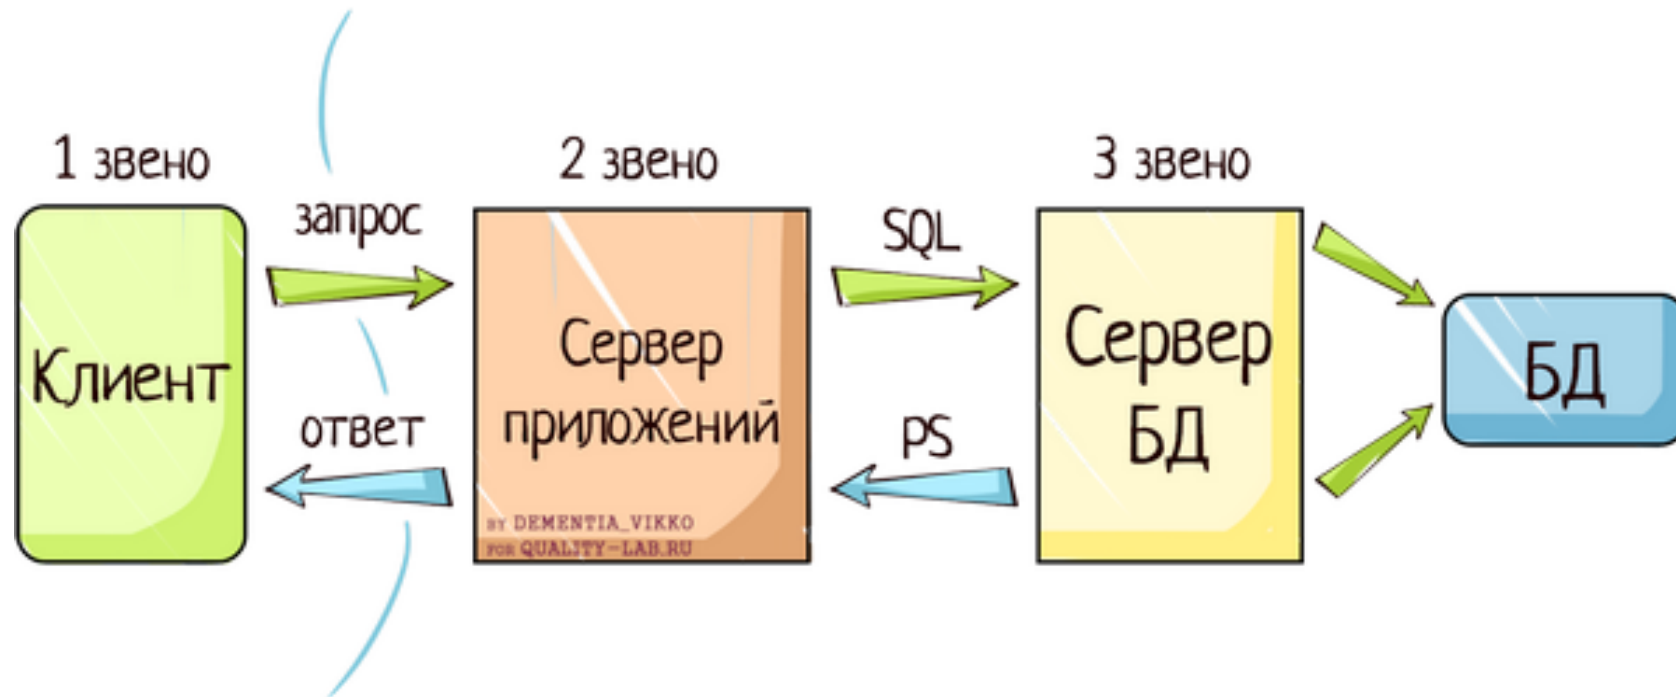 1 звено
2 звено
3 звено
запрос
SQL
Клиент
Сервер
приложений
Сервер
БД
БД
ответ
PS
BY DEMENTIA_VIKKO
FOR QUALITY-LAB.RU